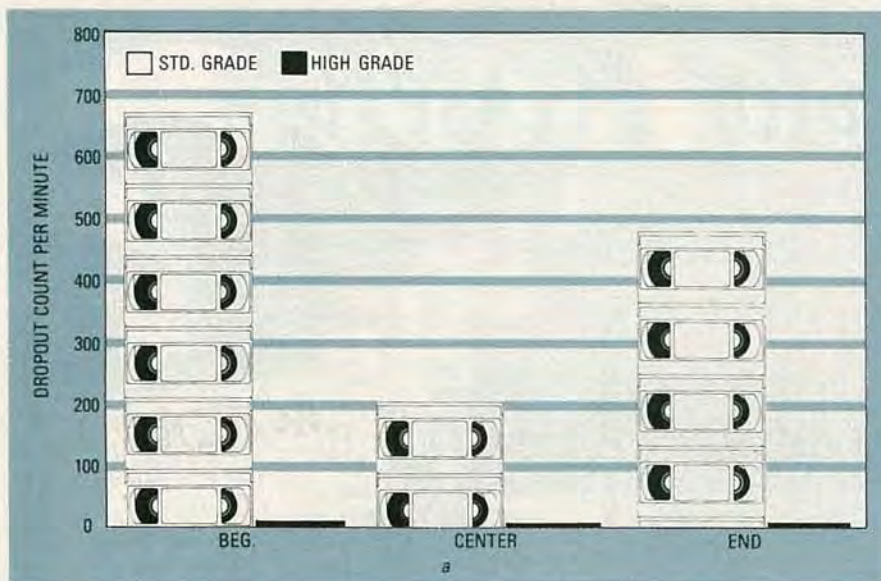 800
STD. GRADE HIGH GRADE
700
600
500
400
300
200
100
0
DROPOUT COUNT PER MINUTE
BEG. CENTER END
a